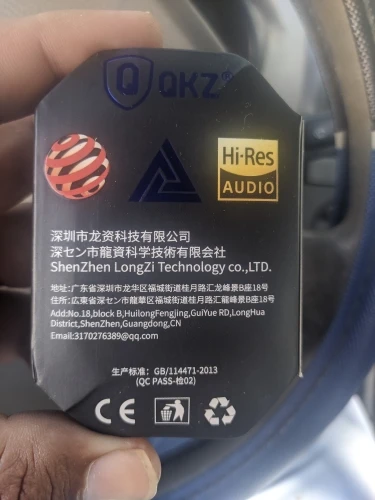 QKZ®
Hi-Res
AUDIO
深圳市龙资科技有限公司
深セン市龍資科学技術有限会社
ShenZhen LongZi Technology co.,LTD.
地址:广东省深圳市龙华区福城街道桂月路汇龙峰景B座18号
住所:広東省深セン市龍華区福城街道桂月路汇龍峰景B座18号
Add:No.18,block B,HuilongFengjing,GuiYue RD,LongHua
District,ShenZhen,Guangdong,CN
Email:3170276389@qq.com
生产标准: GB/114471-2013
(QC PASS-检02)
CE